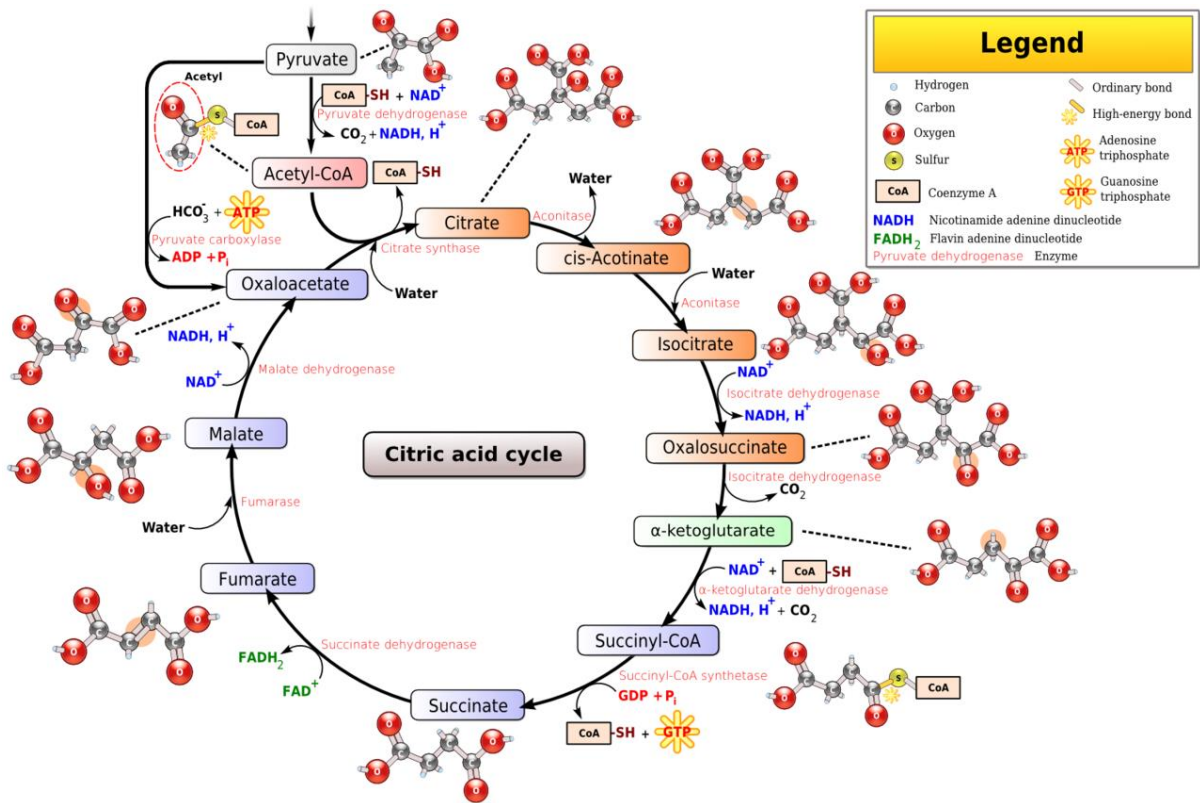 Pyruvate
Acetyl
CoA -SH + NAD+
Pyruvate dehydrogenase
CO2 + NADH, H+
S
CoA
Acetyl-CoA
CoA -SH
HCO3- + ATP
Pyruvate carboxylase
ADP + Pi
Citrate
Citrate synthase
Water
Aconitase
Water
cis-Acotinate
Water
Aconitase
Isocitrate
NAD+
Isocitrate dehydrogenase
NADH, H+
Oxalosuccinate
Isocitrate dehydrogenase
CO2
α-ketoglutarate
NAD+ + CoA -SH
α-ketoglutarate dehydrogenase
NADH, H+ + CO2
Succinyl-CoA
S
CoA
Succinyl-CoA synthetase
GDP + Pi
CoA -SH + GTP
Succinate
Succinate dehydrogenase
FADH2
FAD+
Fumarate
Fumarase
Water
Malate
Malate dehydrogenase
NADH, H+
NAD+
Oxaloacetate
Citric acid cycle
Legend
Hydrogen
C Carbon
O Oxygen
S Sulfur
CoA Coenzyme A
NADH Nicotinamide adenine dinucleotide
FADH2 Flavin adenine dinucleotide
Pyruvate dehydrogenase Enzyme
Ordinary bond
High-energy bond
ATP Adenosine
triphosphate
GTP Guanosine
triphosphate